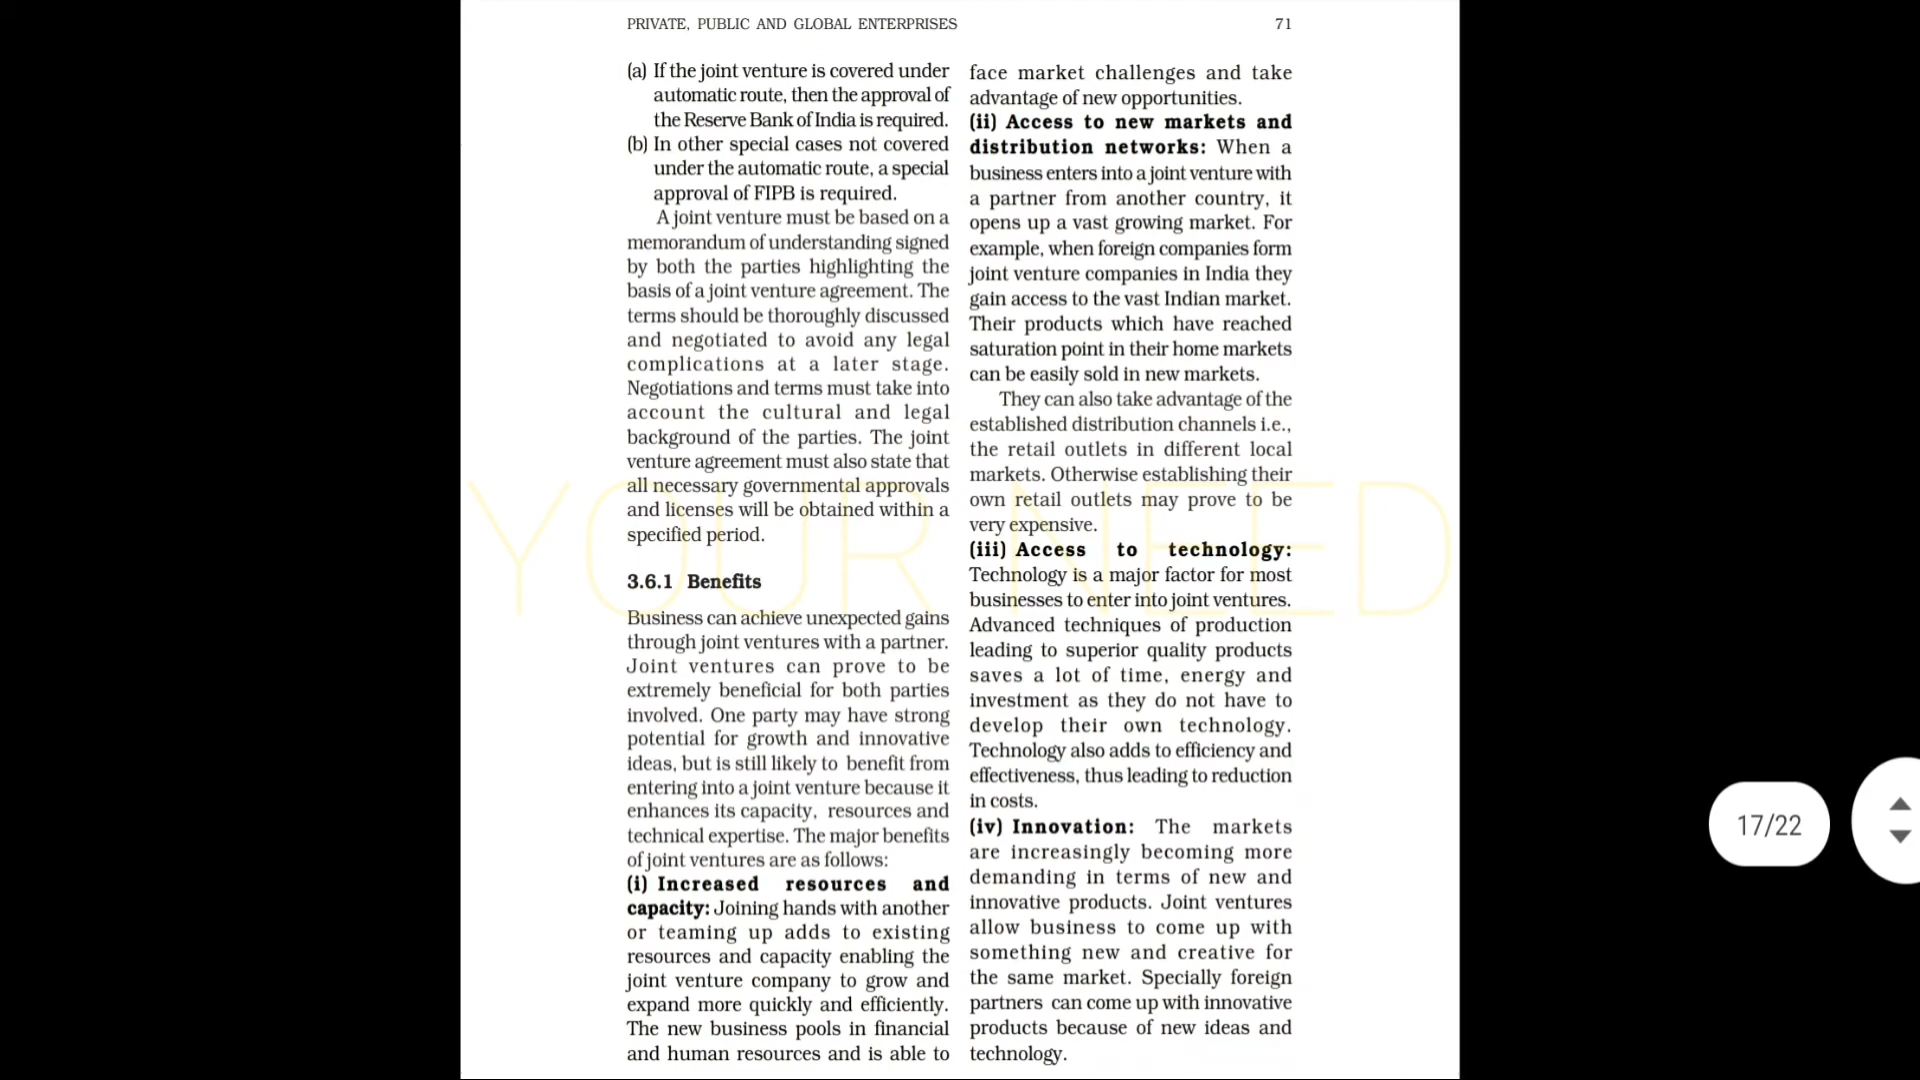 PRIVATE, PUBLIC AND GLOBAL ENTERPRISES
71
(a) If the joint venture is covered under
automatic route, then the approval of
the Reserve Bank of India is required.
(b) In other special cases not covered
under the automatic route, a special
approval of FIPB is required.
A joint venture must be based on a
memorandum of understanding signed
by both the parties highlighting the
basis of a joint venture agreement. The
terms should be thoroughly discussed
and negotiated to avoid any legal
complications at a later stage.
Negotiations and terms must take into
account the cultural and legal
background of the parties. The joint
venture agreement must also state that
all necessary governmental approvals
and licenses will be obtained within a
specified period.
3.6.1 Benefits
Business can achieve unexpected gains
through joint ventures with a partner.
Joint ventures can prove to be
extremely beneficial for both parties
involved. One party may have strong
potential for growth and innovative
ideas, but is still likely to benefit from
entering into a joint venture because it
enhances its capacity, resources and
technical expertise. The major benefits
of joint ventures are as follows:
(i) Increased resources and
capacity: Joining hands with another
or teaming up adds to existing
resources and capacity enabling the
joint venture company to grow and
expand more quickly and efficiently.
The new business pools in financial
and human resources and is able to
face market challenges and take
advantage of new opportunities.
(ii) Access to new markets and
distribution networks: When a
business enters into a joint venture with
a partner from another country, it
opens up a vast growing market. For
example, when foreign companies form
joint venture companies in India they
gain access to the vast Indian market.
Their products which have reached
saturation point in their home markets
can be easily sold in new markets.
They can also take advantage of the
established distribution channels i.e.,
the retail outlets in different local
markets. Otherwise establishing their
own retail outlets may prove to be
very expensive.
(iii) Access to technology:
Technology is a major factor for most
businesses to enter into joint ventures.
Advanced techniques of production
leading to superior quality products
saves a lot of time, energy and
investment as they do not have to
develop their own technology.
Technology also adds to efficiency and
effectiveness, thus leading to reduction
in costs.
(iv) Innovation: The markets
are increasingly becoming more
demanding in terms of new and
innovative products. Joint ventures
allow business to come up with
something new and creative for
the same market. Specially foreign
partners can come up with innovative
products because of new ideas and
technology.
YOUR NEED
17/22